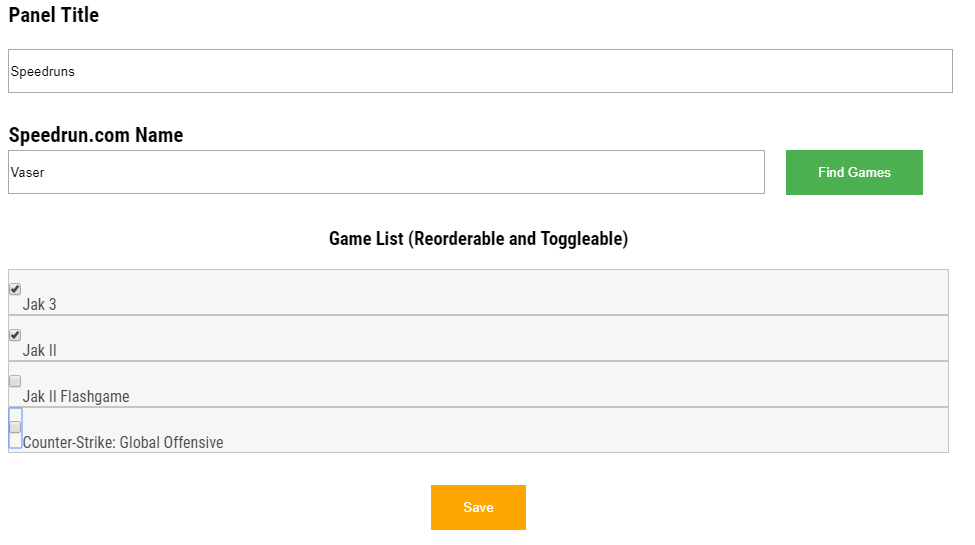 Panel Title
Speedruns
Speedrun.com Name
Vaser
Find Games
Game List (Reorderable and Toggleable)
Jak 3
Jak II
Jak II Flashgame
Counter-Strike: Global Offensive
Save